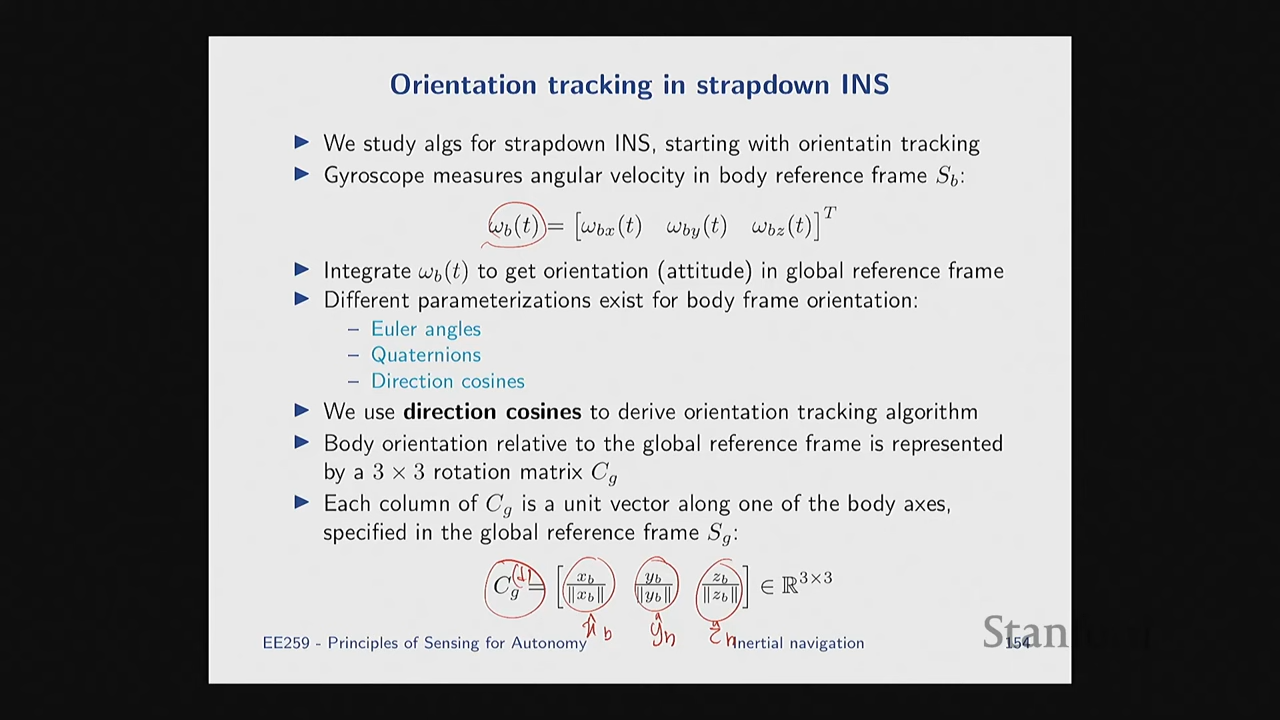 Orientation tracking in strapdown INS
▶ We study algs for strapdown INS, starting with orientatin tracking
▶ Gyroscope measures angular velocity in body reference frame S_b:
ω_b(t) = [ω_bx(t) ω_by(t) ω_bz(t)]^T
▶ Integrate ω_b(t) to get orientation (attitude) in global reference frame
▶ Different parameterizations exist for body frame orientation:
– Euler angles
– Quaternions
– Direction cosines
▶ We use direction cosines to derive orientation tracking algorithm
▶ Body orientation relative to the global reference frame is represented
by a 3 × 3 rotation matrix C_g
▶ Each column of C_g is a unit vector along one of the body axes,
specified in the global reference frame S_g:
C_g = [x_b/‖x_b‖ y_b/‖y_b‖ z_b/‖z_b‖] ∈ ℝ^{3×3}
EE259 - Principles of Sensing for Autonomy Inertial navigation 154